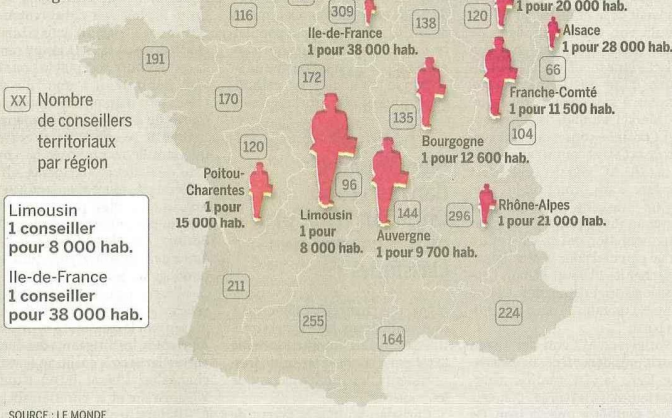 1 pour 20 000 hab.
116
309
138
120
Ile-de-France
1 pour 38 000 hab.
Alsace
1 pour 28 000 hab.
191
172
66
XX Nombre
de conseillers
territoriaux
par région
170
135
Franche-Comté
1 pour 11 500 hab.
104
Bourgogne
1 pour 12 600 hab.
120
Poitou-
Charentes
1 pour
15 000 hab.
96
Limousin
1 pour
8 000 hab.
144
Auvergne
1 pour 9 700 hab.
296
Rhône-Alpes
1 pour 21 000 hab.
Limousin
1 conseiller
pour 8 000 hab.
Ile-de-France
1 conseiller
pour 38 000 hab.
211
255
224
164
SOURCE : LE MONDE